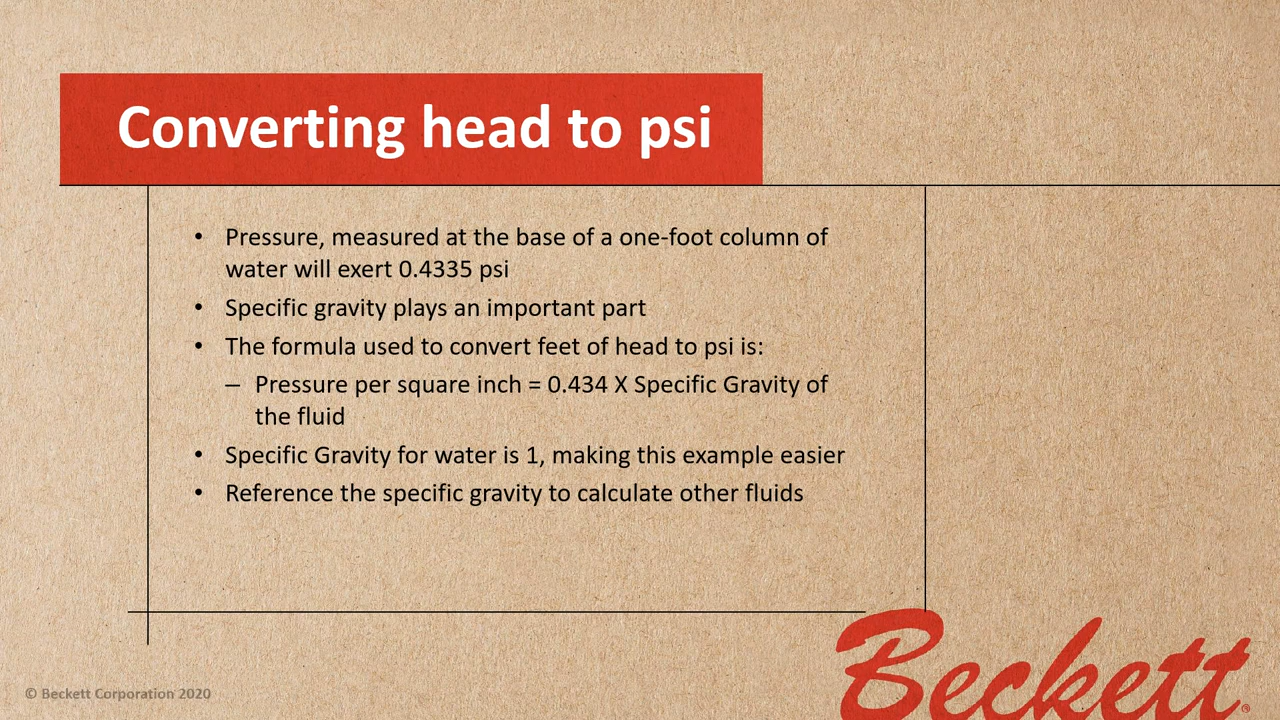 Converting head to psi
• Pressure, measured at the base of a one-foot column of
water will exert 0.4335 psi
• Specific gravity plays an important part
• The formula used to convert feet of head to psi is:
– Pressure per square inch = 0.434 X Specific Gravity of
the fluid
• Specific Gravity for water is 1, making this example easier
• Reference the specific gravity to calculate other fluids
© Beckett Corporation 2020
Beckett®